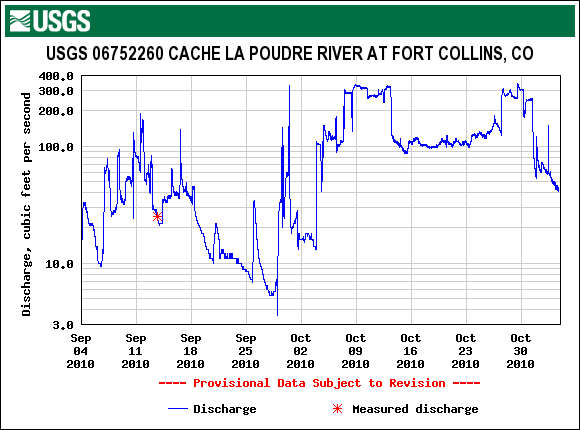 USGS
USGS 06752260 CACHE LA POUDRE RIVER AT FORT COLLINS, CO
Discharge, cubic feet per second
400.0
300.0
200.0
100.0
10.0
3.0
Sep 04 2010
Sep 11 2010
Sep 18 2010
Sep 25 2010
Oct 02 2010
Oct 09 2010
Oct 16 2010
Oct 23 2010
Oct 30 2010
---- Provisional Data Subject to Revision ----
Discharge
Measured discharge